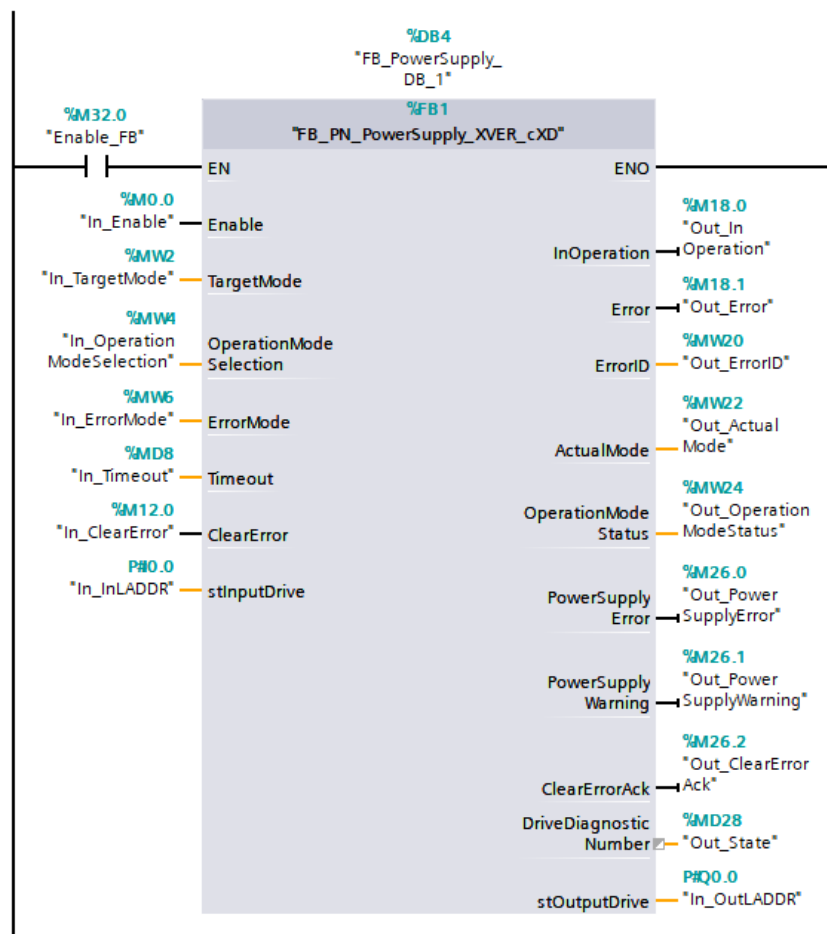 %DB4
"FB_PowerSupply_
DB_1"
%FB1
"FB_PN_PowerSupply_XVER_cXD"
%M32.0
"Enable_FB"
EN
ENO
%M0.0
"In_Enable"
Enable
%MW2
"In_TargetMode"
TargetMode
%MW4
"In_Operation
ModeSelection"
OperationMode
Selection
%MW6
"In_ErrorMode"
ErrorMode
%MD8
"In_Timeout"
Timeout
%M12.0
"In_ClearError"
ClearError
P#I0.0
"In_InLADDR"
stInputDrive
InOperation
%M18.0
"Out_In
Operation"
Error
%M18.1
"Out_Error"
ErrorID
%MW20
"Out_ErrorID"
ActualMode
%MW22
"Out_Actual
Mode"
OperationMode
Status
%MW24
"Out_Operation
ModeStatus"
PowerSupply
Error
%M26.0
"Out_Power
SupplyError"
PowerSupply
Warning
%M26.1
"Out_Power
SupplyWarning"
ClearErrorAck
%M26.2
"Out_ClearError
Ack"
DriveDiagnostic
Number
%MD28
"Out_State"
stOutputDrive
P#Q0.0
"In_OutLADDR"